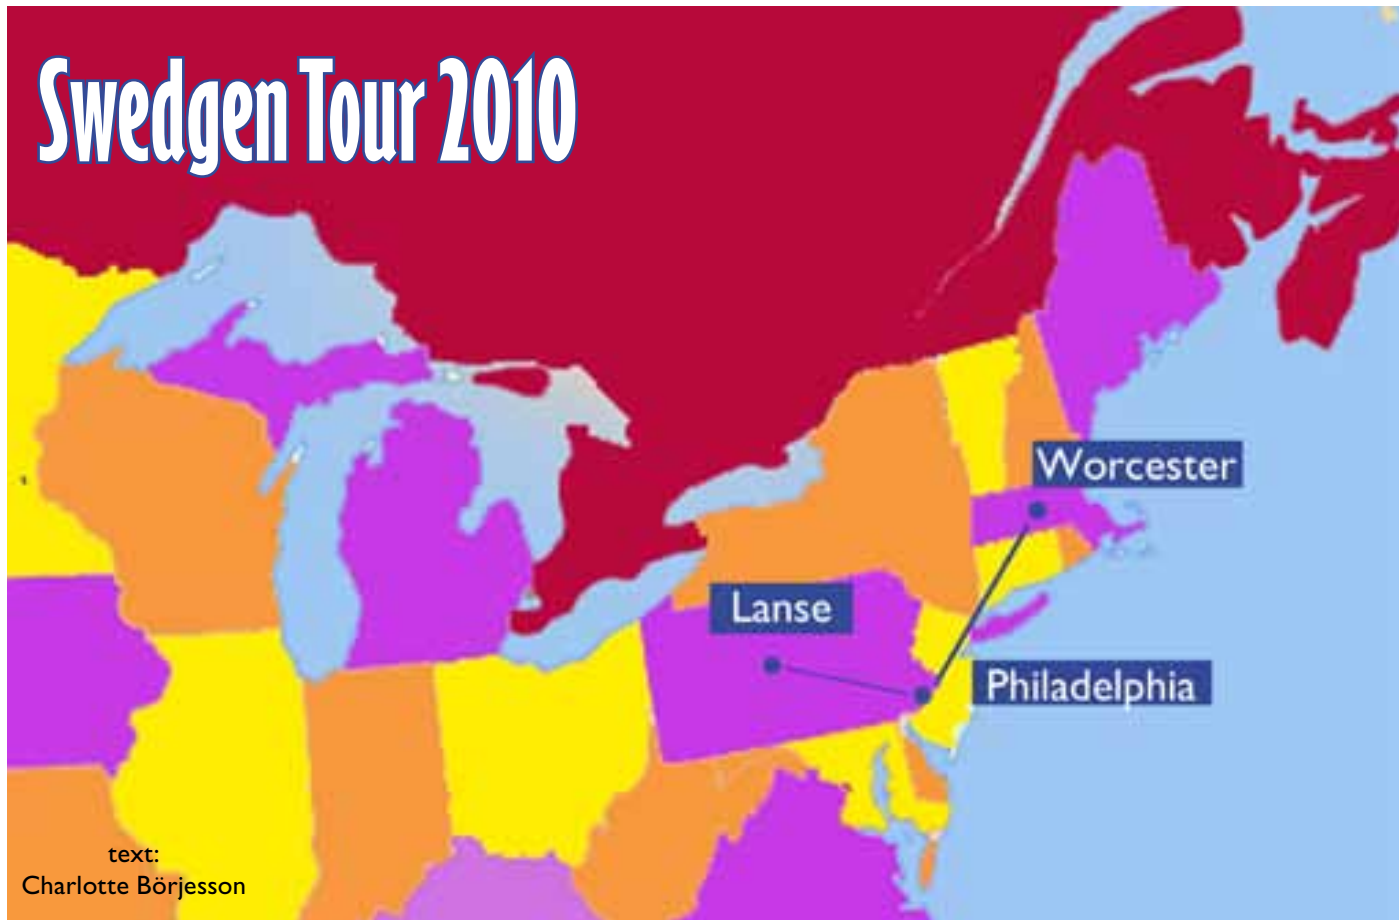 Swedgen Tour 2010
Worcester
Lanse
Philadelphia
text:
Charlotte Börjesson